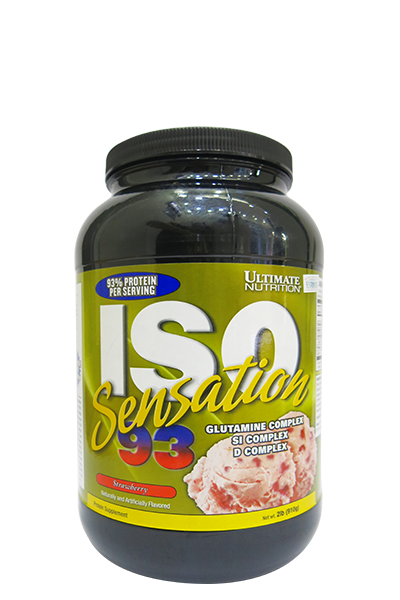 93% PROTEIN
PER SERVING
ULTIMATE
NUTRITION®
ISO
Sensation
93
GLUTAMINE COMPLEX
SI COMPLEX
D COMPLEX
Strawberry
Naturally and Artificially Flavored
Protein Supplement
Net wt. 2lb (910g)